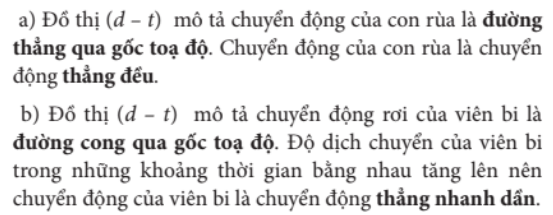 a) Đồ thị (d – t) mô tả chuyển động của con rùa là đường
thẳng qua gốc toạ độ. Chuyển động của con rùa là chuyển
động thẳng đều.
b) Đồ thị (d – t) mô tả chuyển động rơi của viên bi là
đường cong qua gốc toạ độ. Độ dịch chuyển của viên bi
trong những khoảng thời gian bằng nhau tăng lên nên
chuyển động của viên bi là chuyển động thẳng nhanh dần.